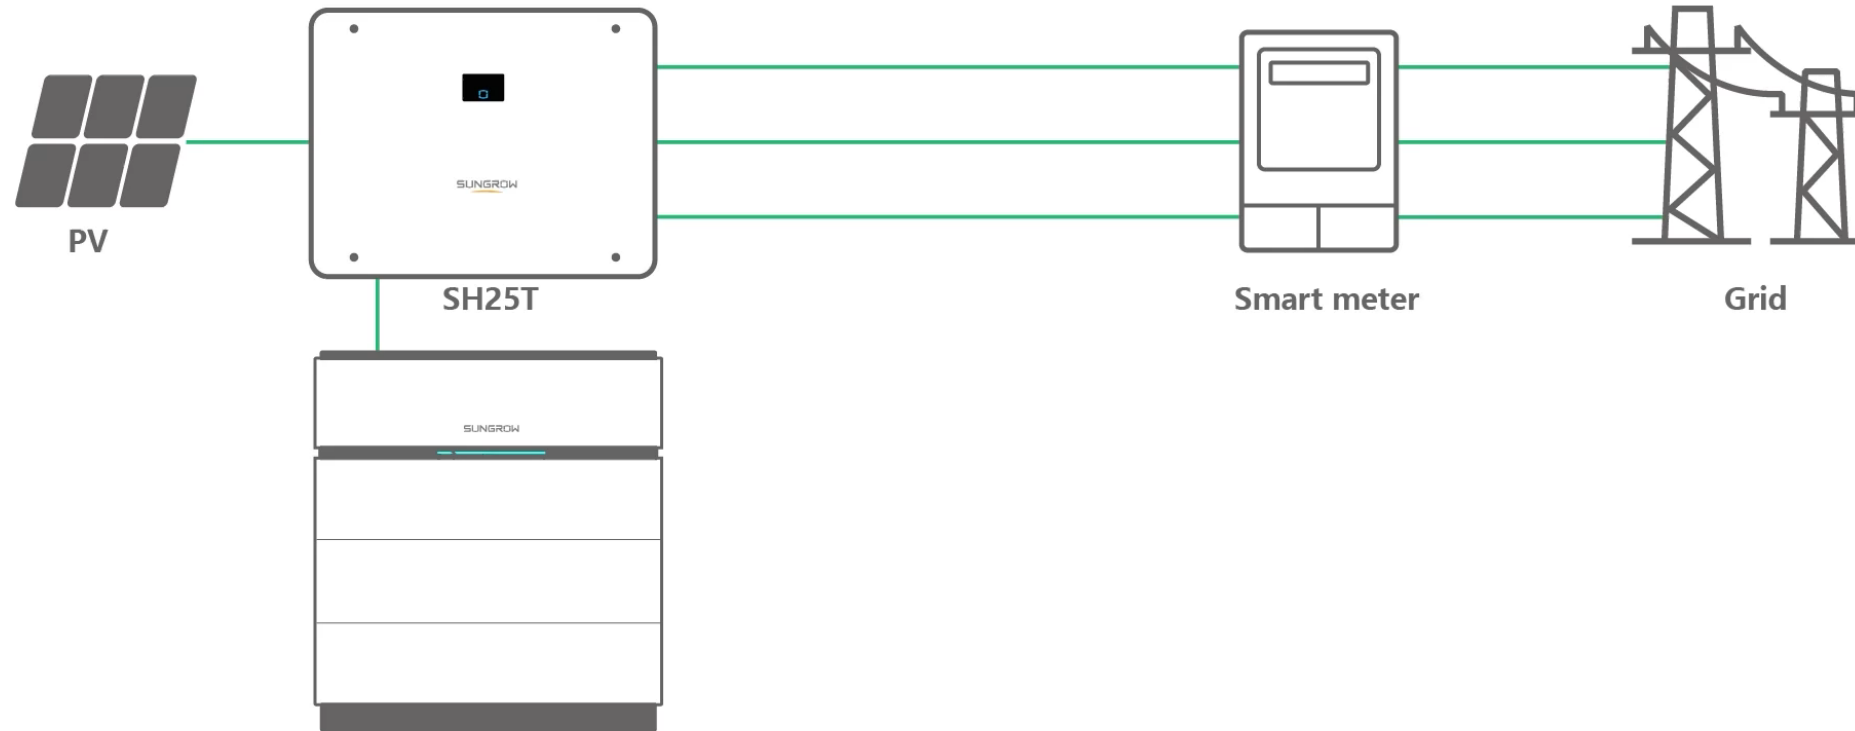 SUNGROW
PV
SH25T
Smart meter
Grid
SUNGROW